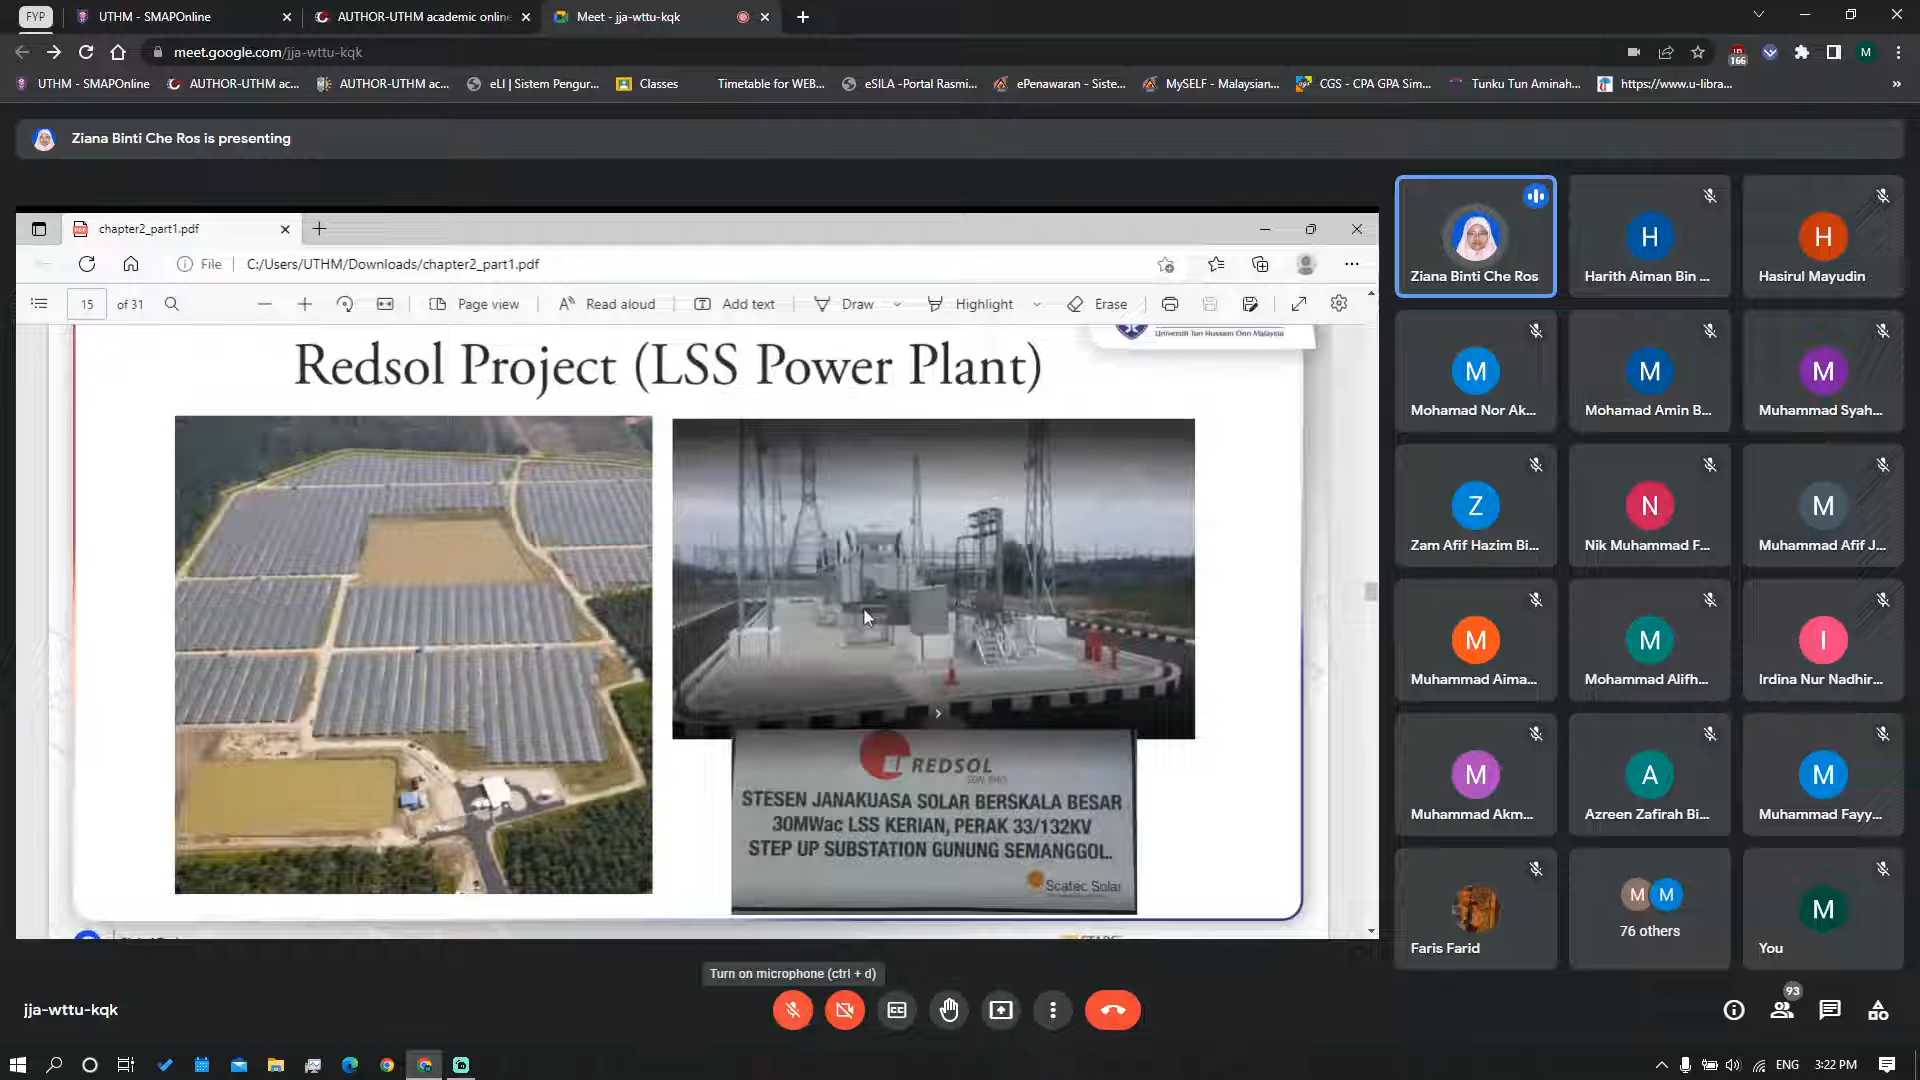 FYP
UTHM - SMAPOnline
AUTHOR-UTHM academic online
Meet - jja-wttu-kqk
meet.google.com/jja-wttu-kqk
166
M
UTHM - SMAPOnline
AUTHOR-UTHM ac...
AUTHOR-UTHM ac...
eLI | Sistem Pengur...
Classes
Timetable for WEB...
eSILA -Portal Rasmi...
ePenawaran - Siste...
MySELF - Malaysian...
CGS - CPA GPA Sim...
Tunku Tun Aminah...
https://www.u-libra...
Ziana Binti Che Ros is presenting
chapter2_part1.pdf
File
C:/Users/UTHM/Downloads/chapter2_part1.pdf
15 of 31
Page view
Read aloud
Add text
Draw
Highlight
Erase
Universiti Tun Hussein Onn Malaysia
Redsol Project (LSS Power Plant)
REDSOL
SDN BHD
STESEN JANAKUASA SOLAR BERSKALA BESAR
30MWac LSS KERIAN, PERAK 33/132KV
STEP UP SUBSTATION GUNUNG SEMANGGOL.
Scatec Solar
Ziana Binti Che Ros
H
Harith Aiman Bin ...
H
Hasirul Mayudin
M
Mohamad Nor Ak...
M
Mohamad Amin B...
M
Muhammad Syah...
Z
Zam Afif Hazim Bi...
N
Nik Muhammad F...
M
Muhammad Afif J...
M
Muhammad Aima...
M
Mohammad Alifh...
I
Irdina Nur Nadhir...
M
Muhammad Akm...
A
Azreen Zafirah Bi...
M
Muhammad Fayy...
Faris Farid
M M
76 others
M
You
Turn on microphone (ctrl + d)
jja-wttu-kqk
93
ENG
3:22 PM